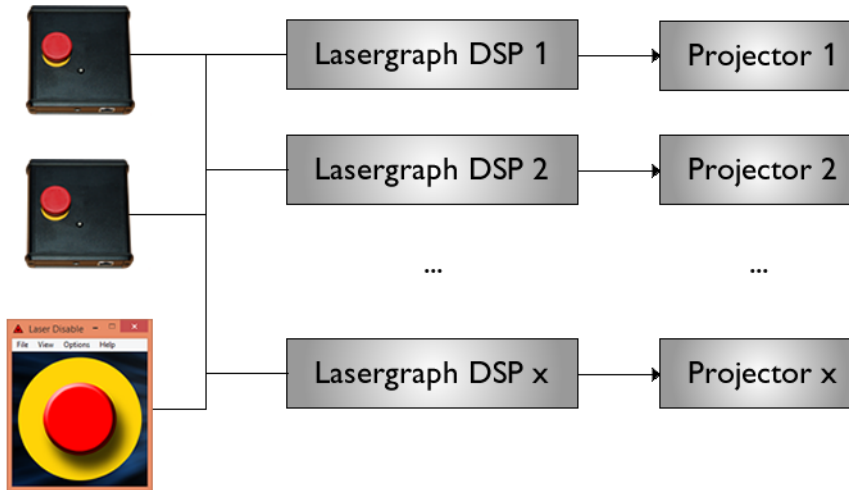 Lasergraph DSP 1
Projector 1
Lasergraph DSP 2
Projector 2
...
...
Laser Disable
File View Options Help
Lasergraph DSP x
Projector x